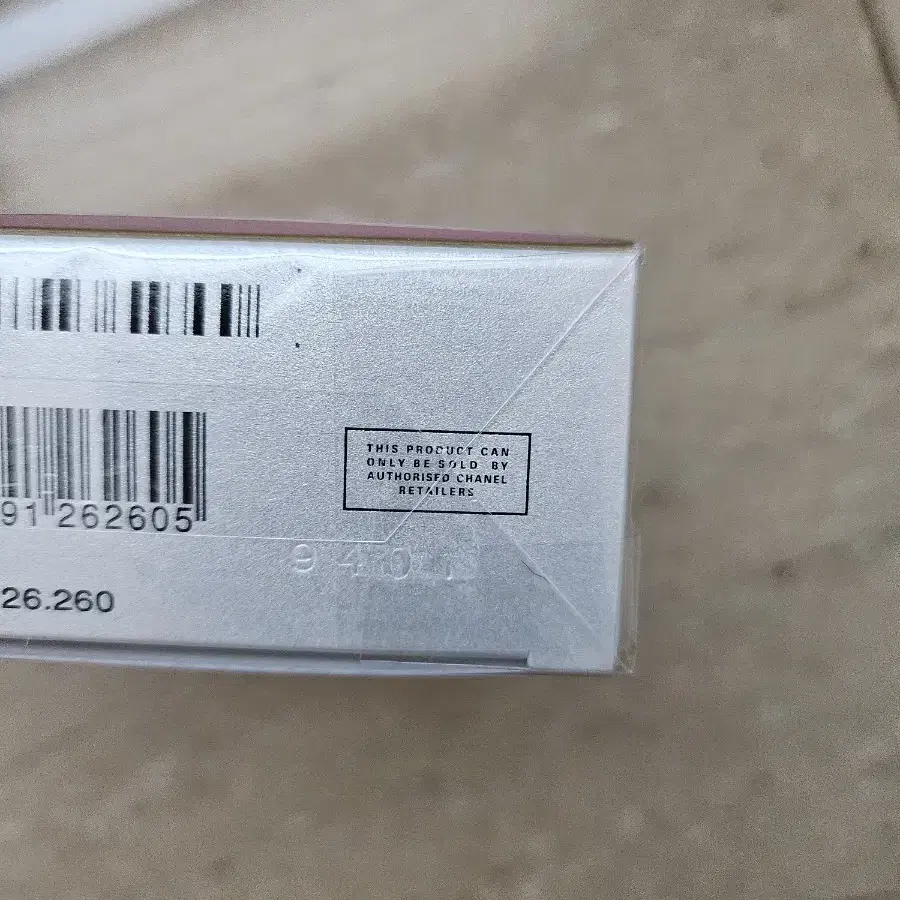 91 262605
26.260
THIS PRODUCT CAN
ONLY BE SOLD BY
AUTHORISED CHANEL
RETAILERS